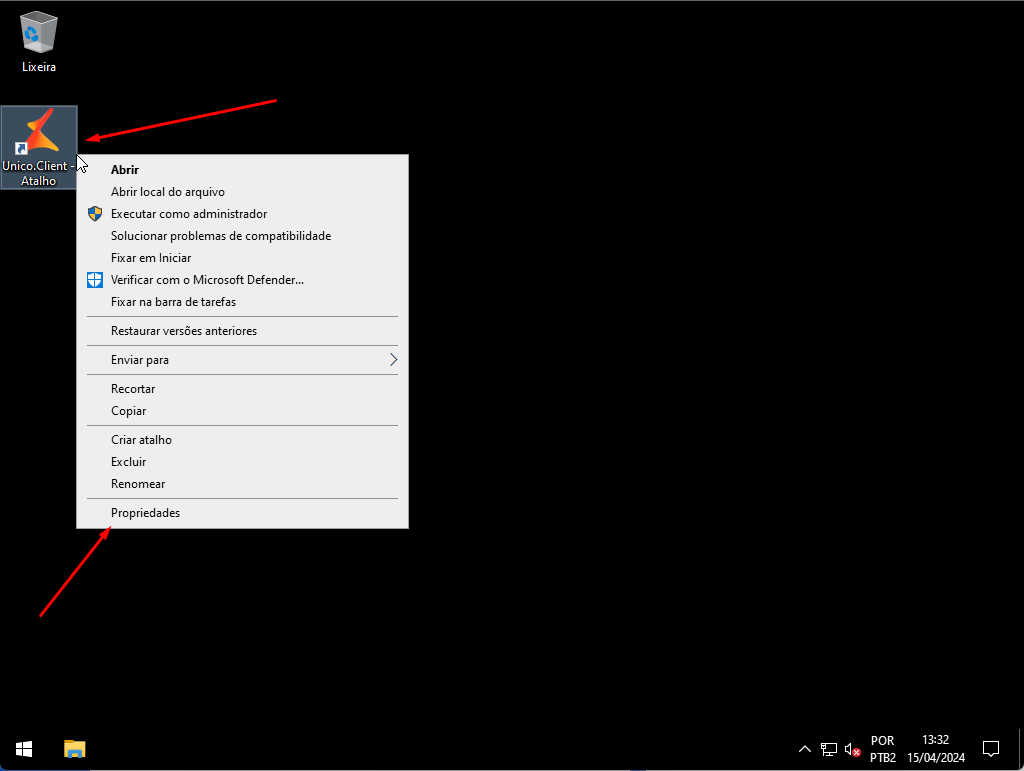 Lixeira
Unico.Client -
Atalho
Abrir
Abrir local do arquivo
Executar como administrador
Solucionar problemas de compatibilidade
Fixar em Iniciar
Verificar com o Microsoft Defender...
Fixar na barra de tarefas
Restaurar versões anteriores
Enviar para
Recortar
Copiar
Criar atalho
Excluir
Renomear
Propriedades
POR
PTB2
13:32
15/04/2024